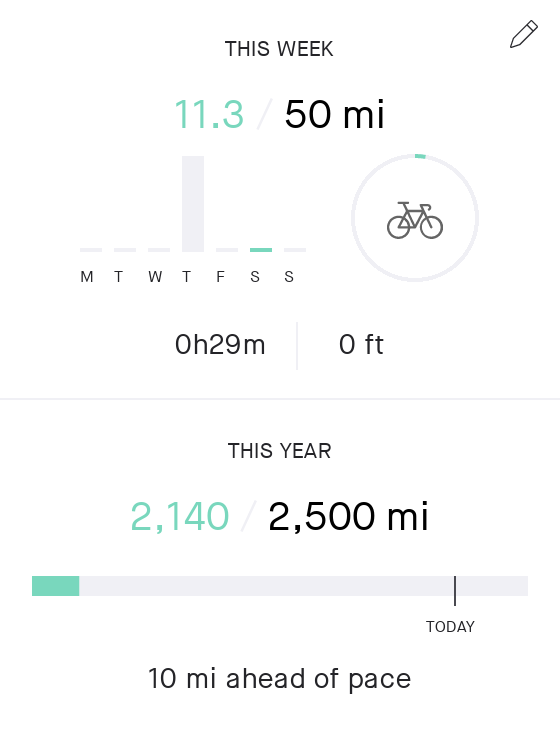 THIS WEEK
11.3 / 50 mi
M T W T F S S
0h29m 0 ft
THIS YEAR
2,140 / 2,500 mi
TODAY
10 mi ahead of pace